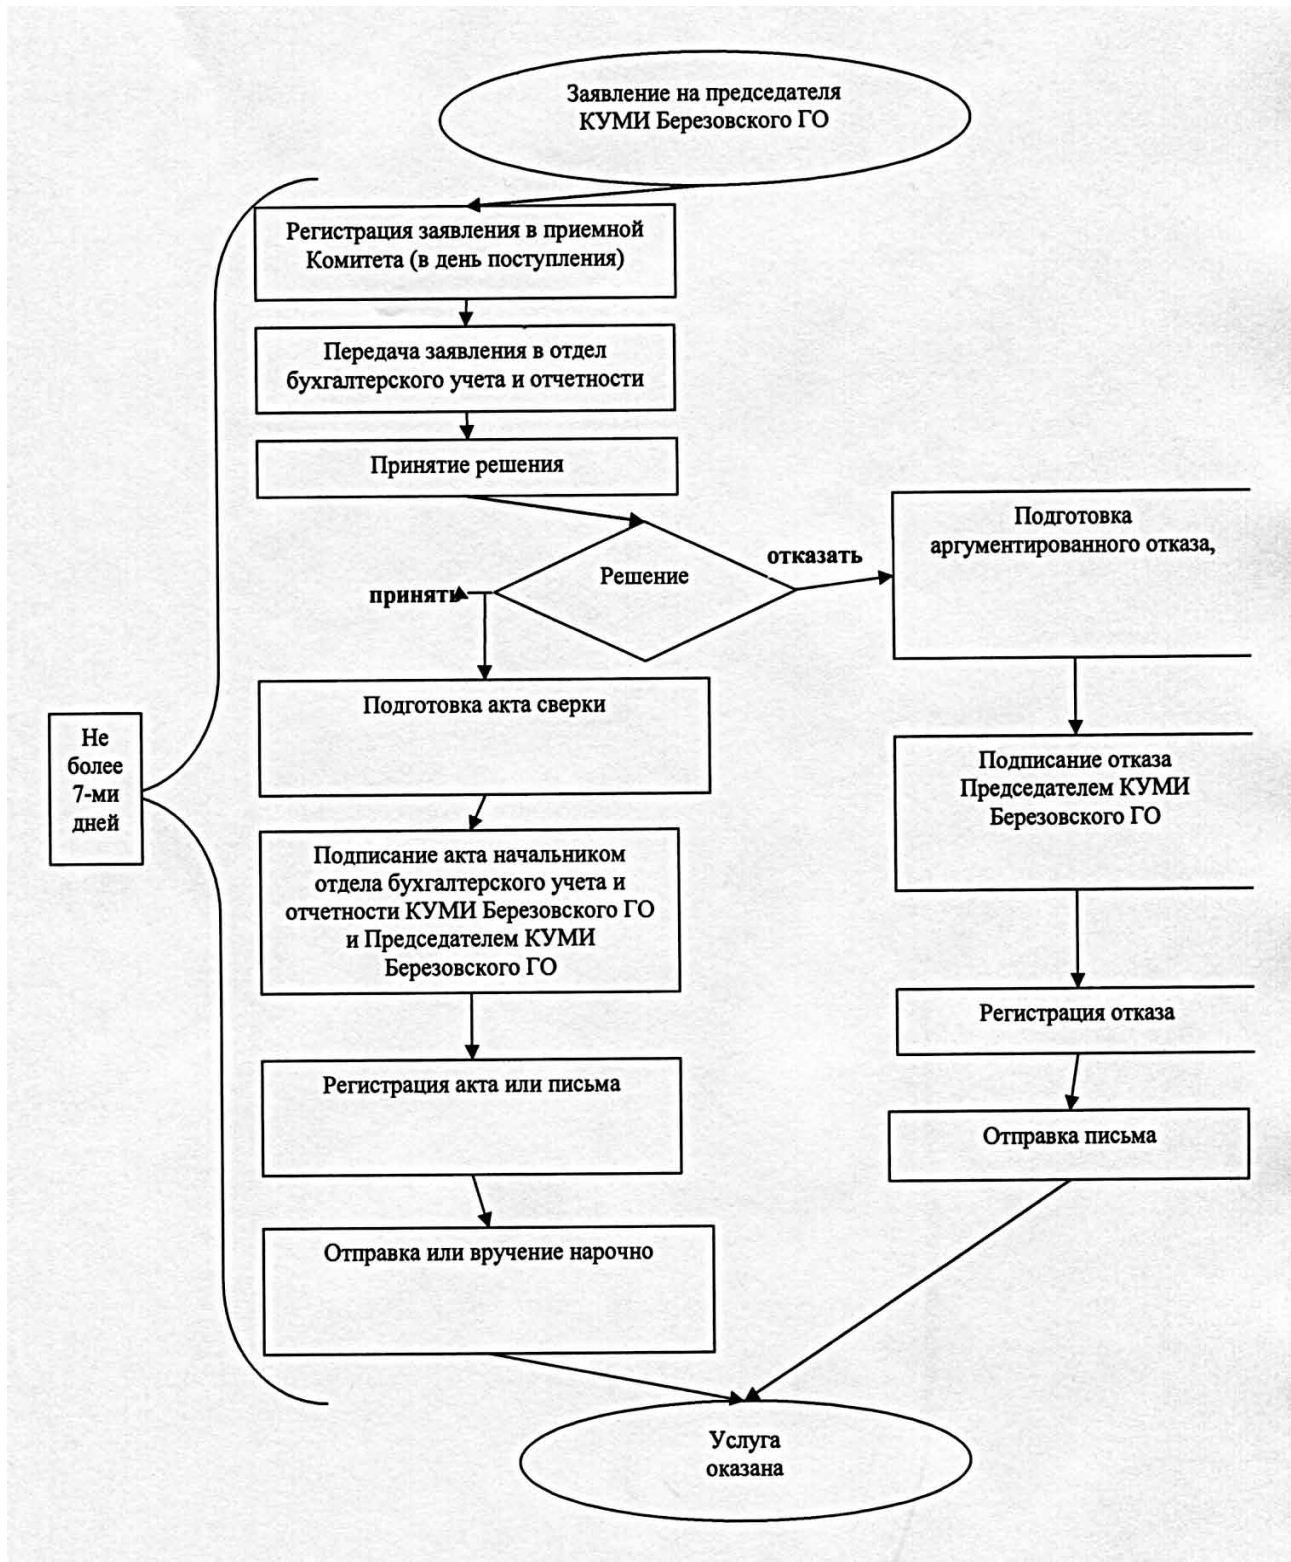 Заявление на председателя
КУМИ Березовского ГО
Регистрация заявления в приемной
Комитета (в день поступления)
Передача заявления в отдел
бухгалтерского учета и отчетности
Принятие решения
Решение
отказать
принять
Подготовка
аргументированного отказа,
Подготовка акта сверки
Подписание отказа
Председателем КУМИ
Березовского ГО
Не
более
7-ми
дней
Подписание акта начальником
отдела бухгалтерского учета и
отчетности КУМИ Березовского ГО
и Председателем КУМИ
Березовского ГО
Регистрация отказа
Регистрация акта или письма
Отправка письма
Отправка или вручение нарочно
Услуга
оказана